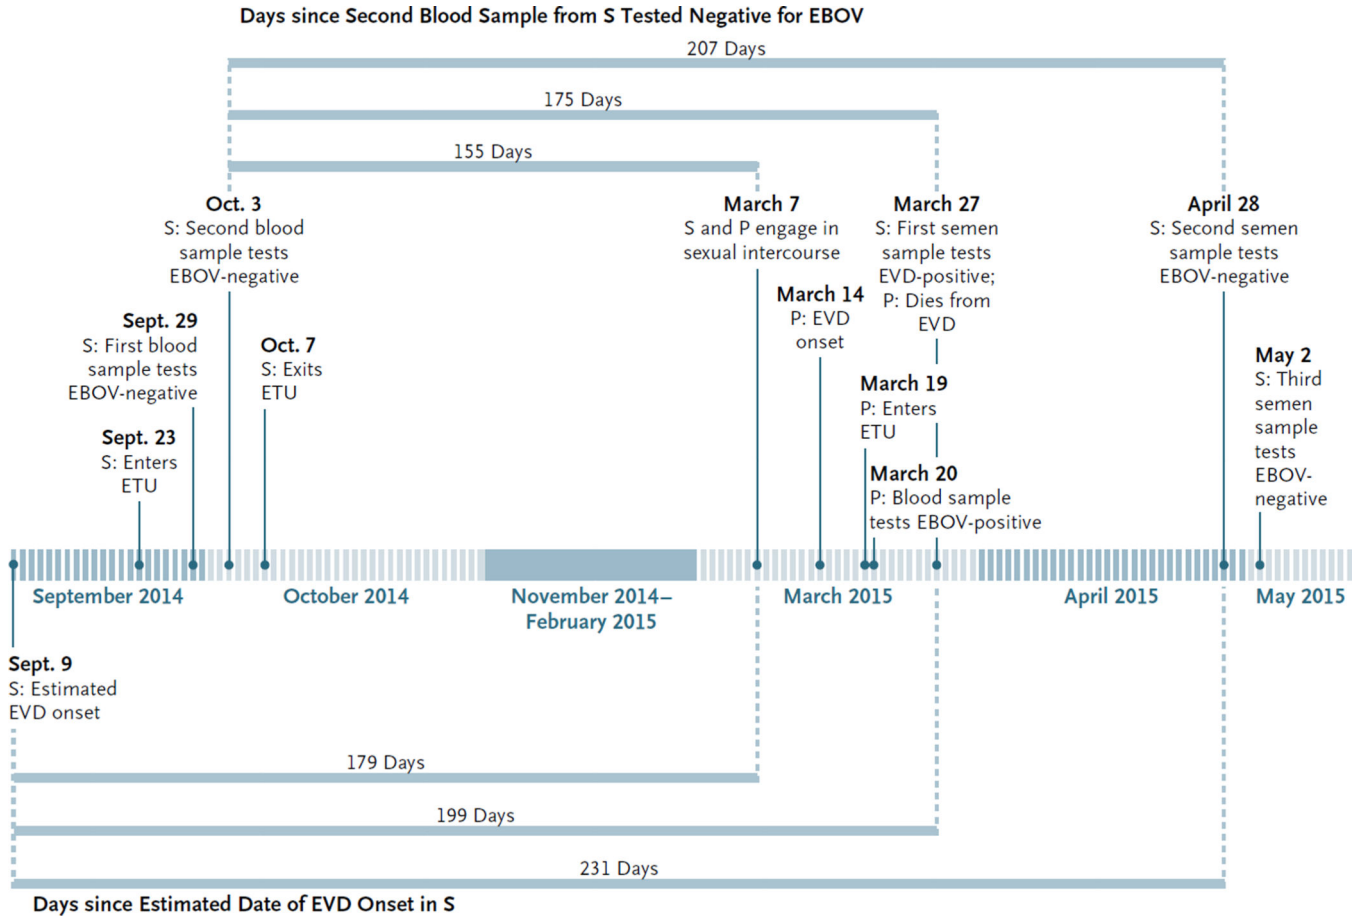 Days since Second Blood Sample from S Tested Negative for EBOV
207 Days
175 Days
155 Days
Oct. 3
S: Second blood
sample tests
EBOV-negative
March 7
S and P engage in
sexual intercourse
March 27
S: First semen
sample tests
EVD-positive;
P: Dies from
EVD
April 28
S: Second semen
sample tests
EBOV-negative
March 14
P: EVD
onset
Sept. 29
S: First blood
sample tests
EBOV-negative
Oct. 7
S: Exits
ETU
May 2
S: Third
semen
sample
tests
EBOV-
negative
March 19
P: Enters
ETU
Sept. 23
S: Enters
ETU
March 20
P: Blood sample
tests EBOV-positive
September 2014
October 2014
November 2014–
February 2015
March 2015
April 2015
May 2015
Sept. 9
S: Estimated
EVD onset
179 Days
199 Days
231 Days
Days since Estimated Date of EVD Onset in S